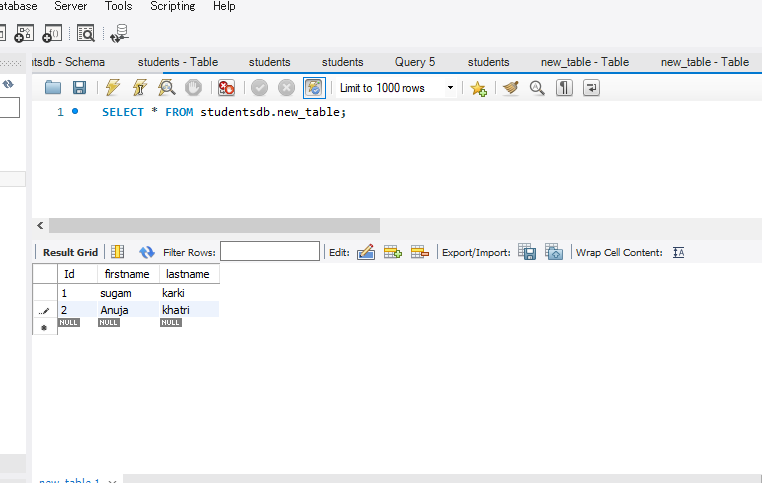 atabase Server Tools Scripting Help
ntsdb - Schema students - Table students students Query 5 students new_table - Table new_table - Table
Limit to 1000 rows
1 SELECT * FROM studentsdb.new_table;
Result Grid Filter Rows: Edit: Export/Import: Wrap Cell Content:
Id firstname lastname
1 sugam karki
2 Anuja khatri
NULL NULL NULL
new_table 1